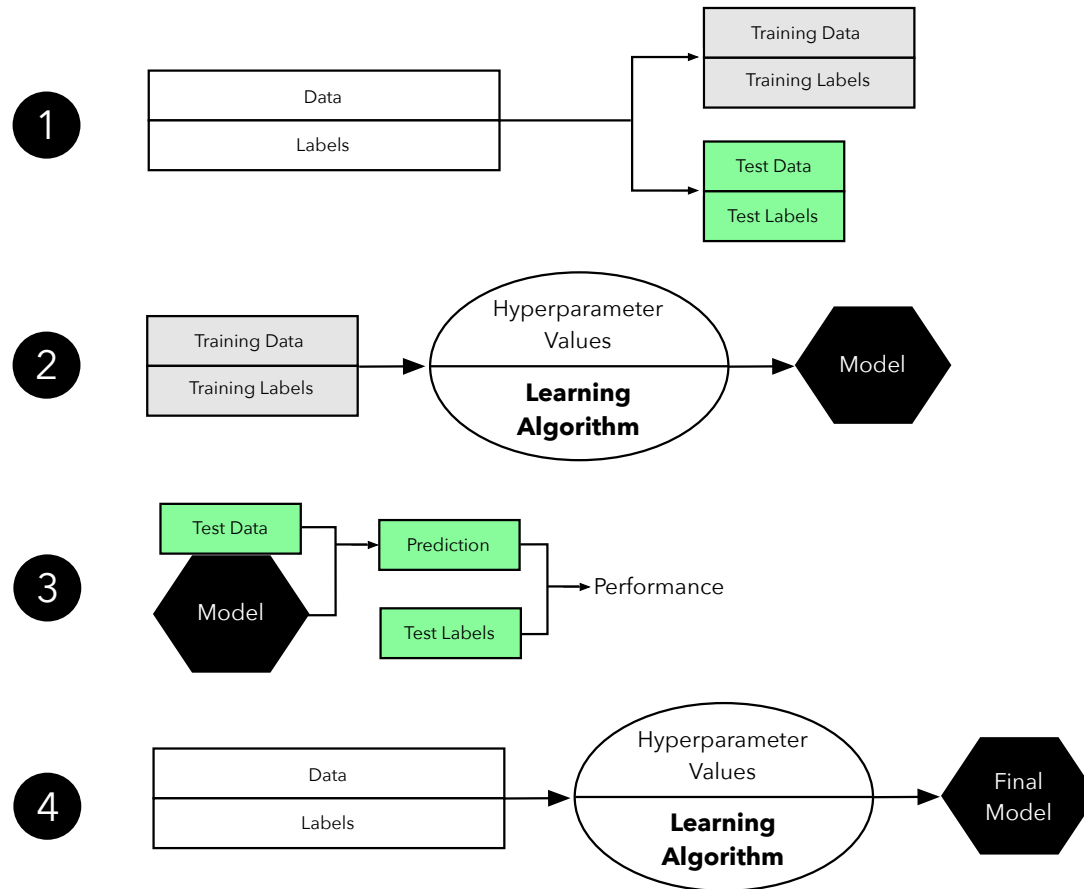 1
Data
Labels
Training Data
Training Labels
Test Data
Test Labels
2
Training Data
Training Labels
Hyperparameter
Values
Learning
Algorithm
Model
3
Test Data
Model
Prediction
Test Labels
Performance
4
Data
Labels
Hyperparameter
Values
Learning
Algorithm
Final
Model